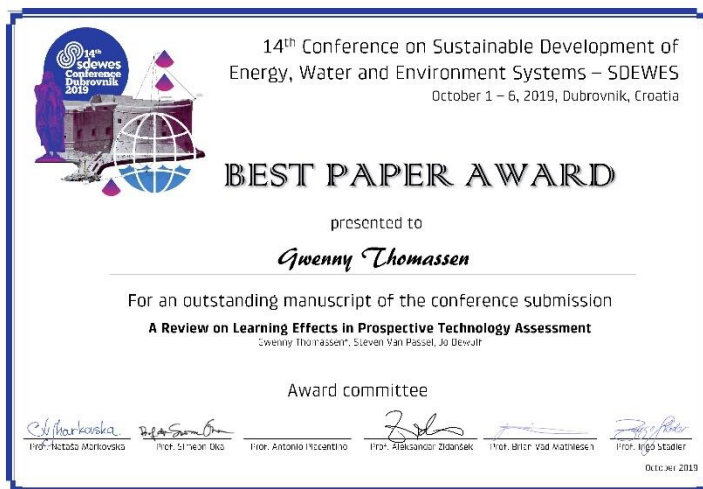 14th
sdewes
Conference
Dubrovnik
2019
14th Conference on Sustainable Development of
Energy, Water and Environment Systems – SDEWES
October 1 – 6, 2019, Dubrovnik, Croatia
BEST PAPER AWARD
presented to
Gwenny Thomassen
For an outstanding manuscript of the conference submission
A Review on Learning Effects in Prospective Technology Assessment
Gwenny Thomassen*, Steven Van Passel, Jo Dewulf
Award committee
Markovska
Prof. Nataša Markovska Prof. Simeon Oka Prof. Antonio Piacentino Prof. Aleksandar Zidanšek Prof. Brian Vad Mathiesen Prof. Ingo Stadler
October 2019